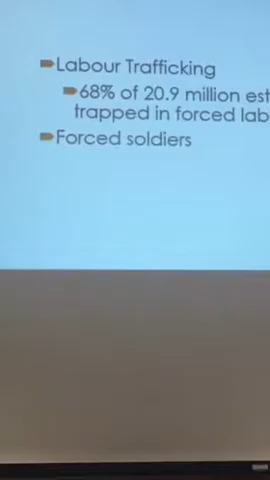 Labour Trafficking
68% of 20.9 million est
trapped in forced lab
Forced soldiers